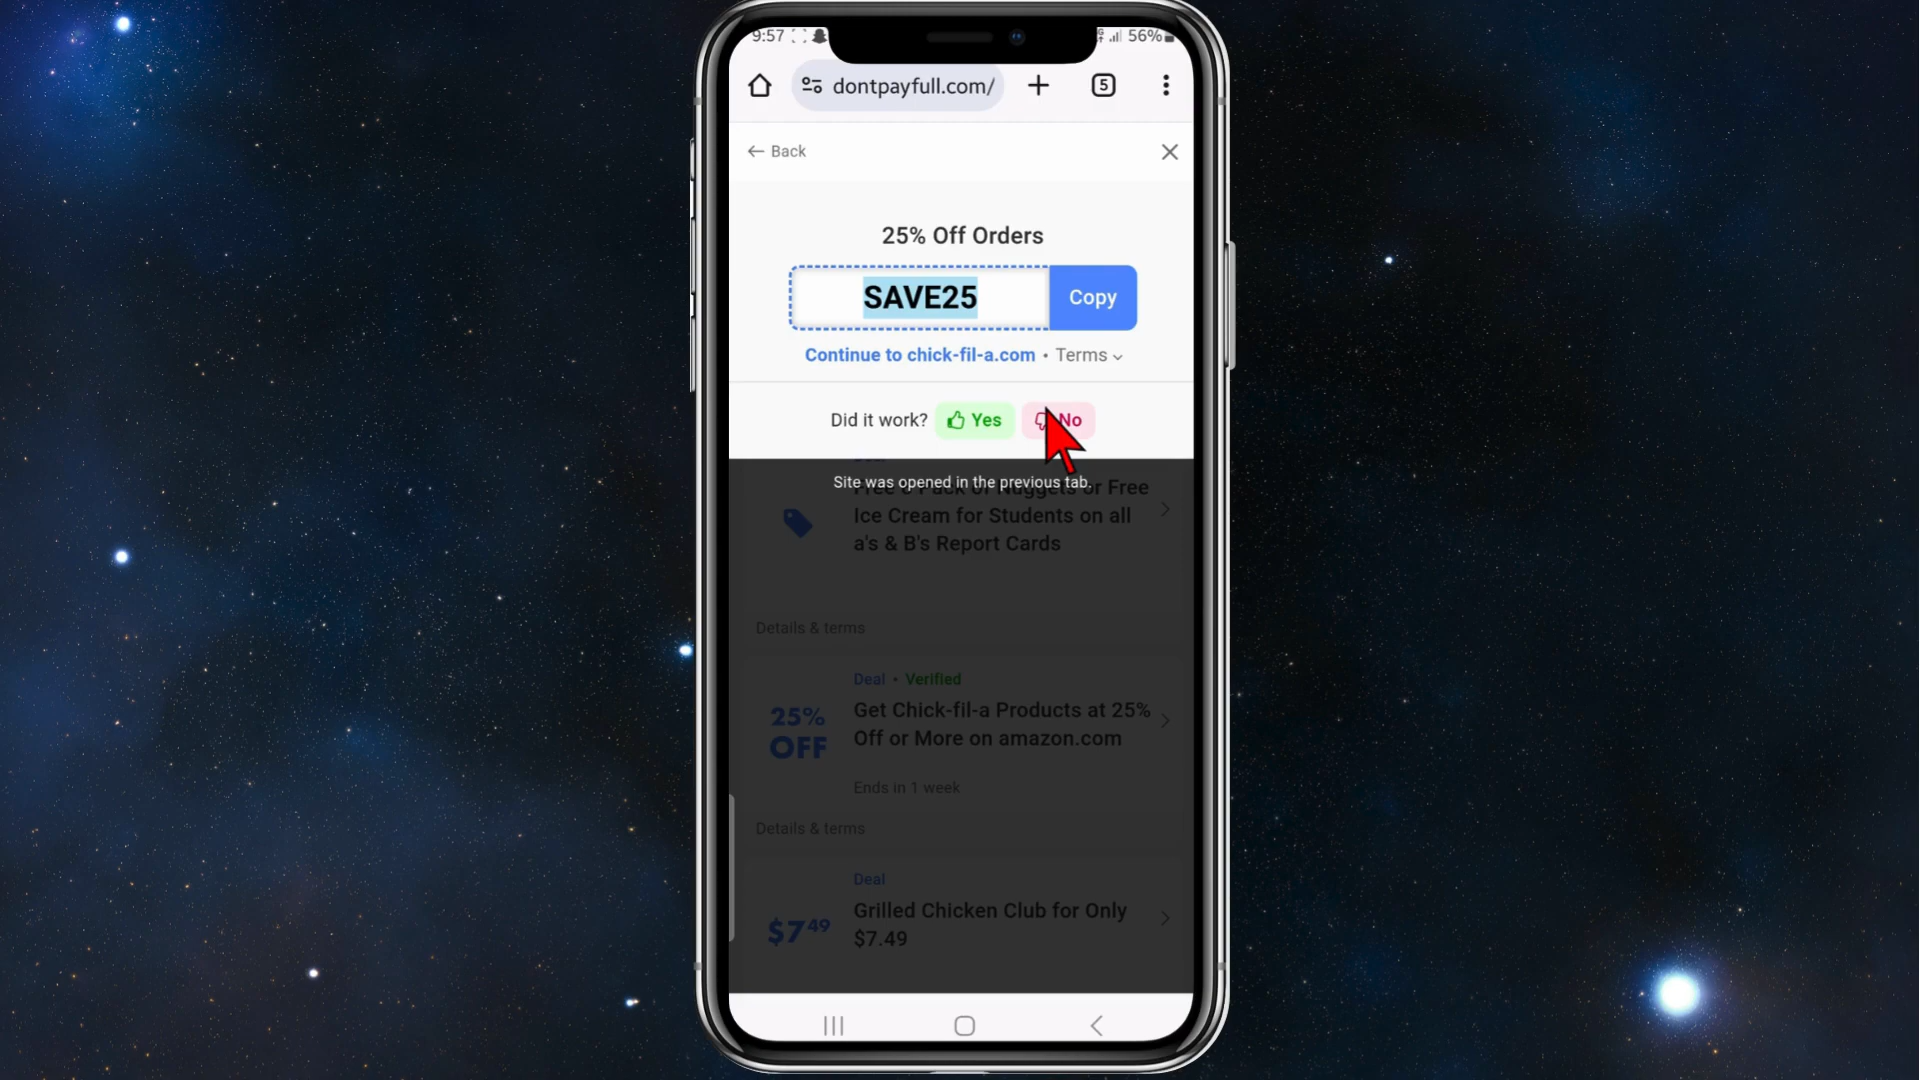 9:57
56%
dontpayfull.com/
5
Back
25% Off Orders
SAVE25
Copy
Continue to chick-fil-a.com • Terms
Did it work? Yes No
Site was opened in the previous tab.
Free 8 Pack of Nuggets or Free
Ice Cream for Students on all
a's & B's Report Cards
Details & terms
Deal • Verified
25%
OFF
Get Chick-fil-a Products at 25%
Off or More on amazon.com
Ends in 1 week
Details & terms
Deal
$7 49
Grilled Chicken Club for Only
$7.49